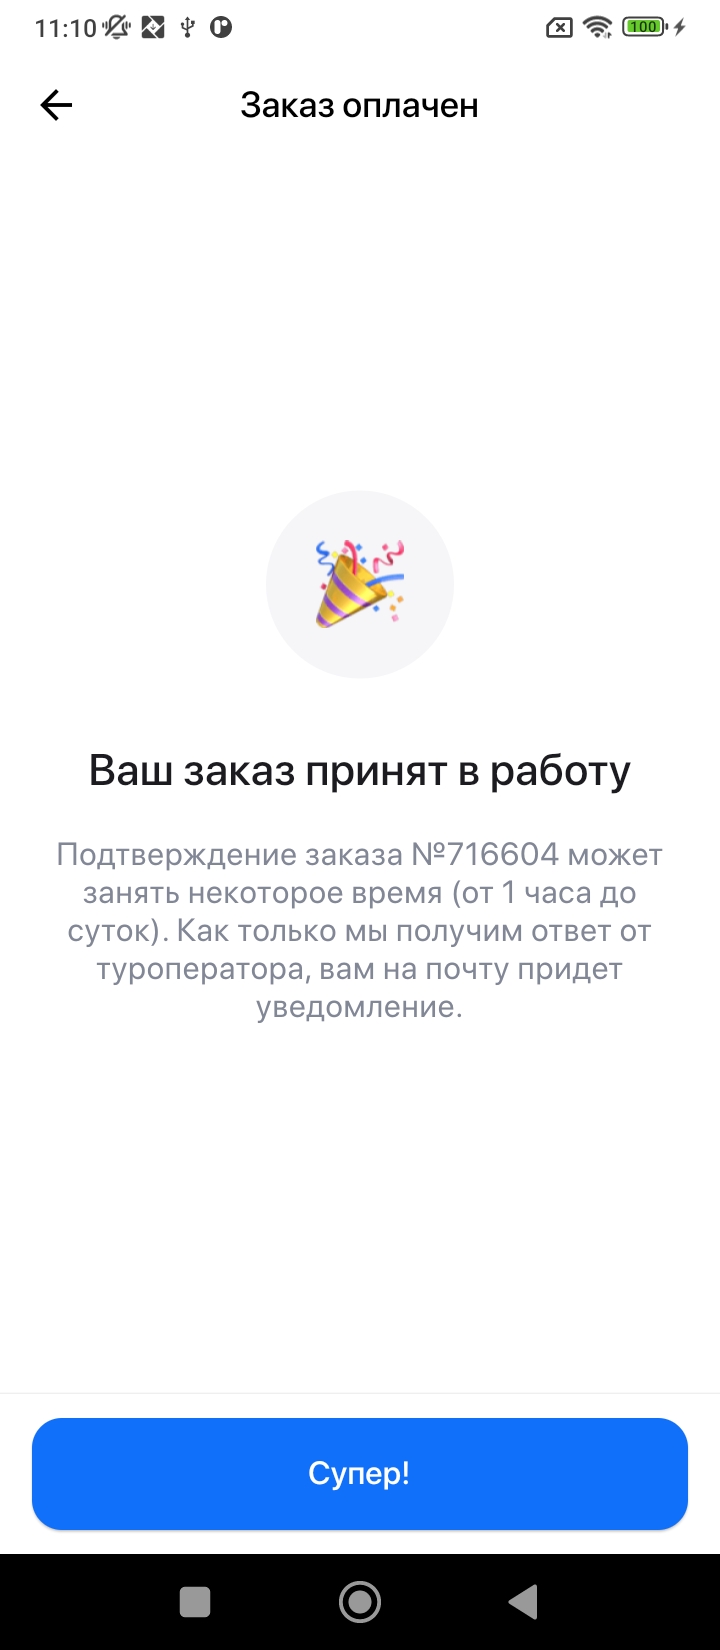 11:10
100
Заказ оплачен
Ваш заказ принят в работу
Подтверждение заказа №716604 может
занять некоторое время (от 1 часа до
суток). Как только мы получим ответ от
туроператора, вам на почту придет
уведомление.
Супер!